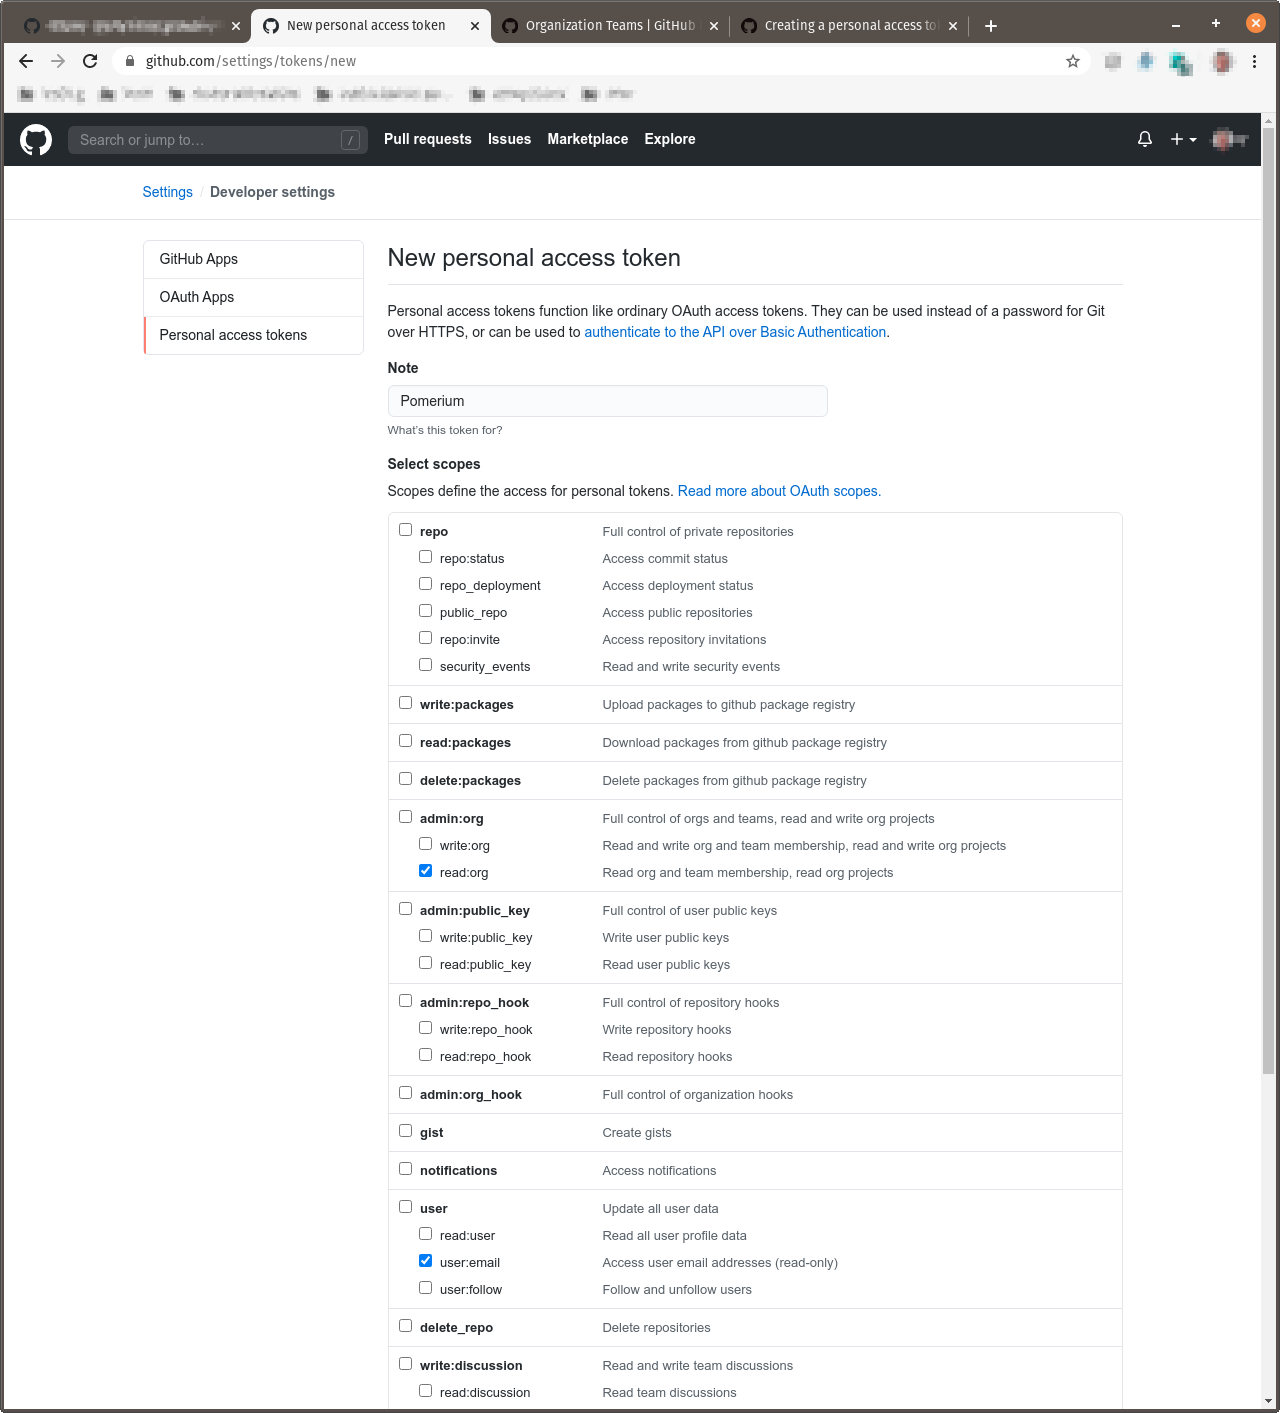 New personal access token
Organization Teams | GitHub
Creating a personal access to
github.com/settings/tokens/new
Search or jump to…
/
Pull requests
Issues
Marketplace
Explore
Settings / Developer settings
GitHub Apps
OAuth Apps
Personal access tokens
New personal access token
Personal access tokens function like ordinary OAuth access tokens. They can be used instead of a password for Git
over HTTPS, or can be used to authenticate to the API over Basic Authentication.
Note
Pomerium
What's this token for?
Select scopes
Scopes define the access for personal tokens. Read more about OAuth scopes.
repo Full control of private repositories
repo:status Access commit status
repo_deployment Access deployment status
public_repo Access public repositories
repo:invite Access repository invitations
security_events Read and write security events
write:packages Upload packages to github package registry
read:packages Download packages from github package registry
delete:packages Delete packages from github package registry
admin:org Full control of orgs and teams, read and write org projects
write:org Read and write org and team membership, read and write org projects
read:org Read org and team membership, read org projects
admin:public_key Full control of user public keys
write:public_key Write user public keys
read:public_key Read user public keys
admin:repo_hook Full control of repository hooks
write:repo_hook Write repository hooks
read:repo_hook Read repository hooks
admin:org_hook Full control of organization hooks
gist Create gists
notifications Access notifications
user Update all user data
read:user Read all user profile data
user:email Access user email addresses (read-only)
user:follow Follow and unfollow users
delete_repo Delete repositories
write:discussion Read and write team discussions
read:discussion Read team discussions